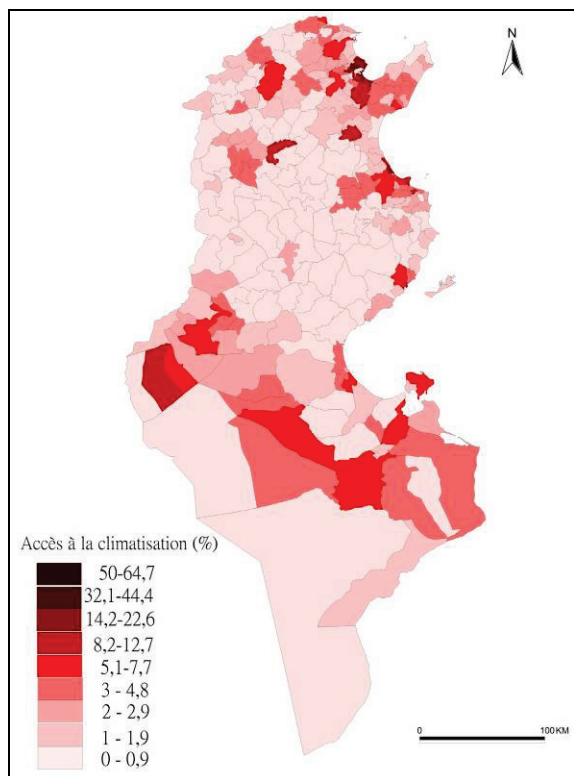 N
Accès à la climatisation (%)
50-64,7
32,1-44,4
14,2-22,6
8,2-12,7
5,1-7,7
3 - 4,8
2 - 2,9
1 - 1,9
0 - 0,9
0 100 KM